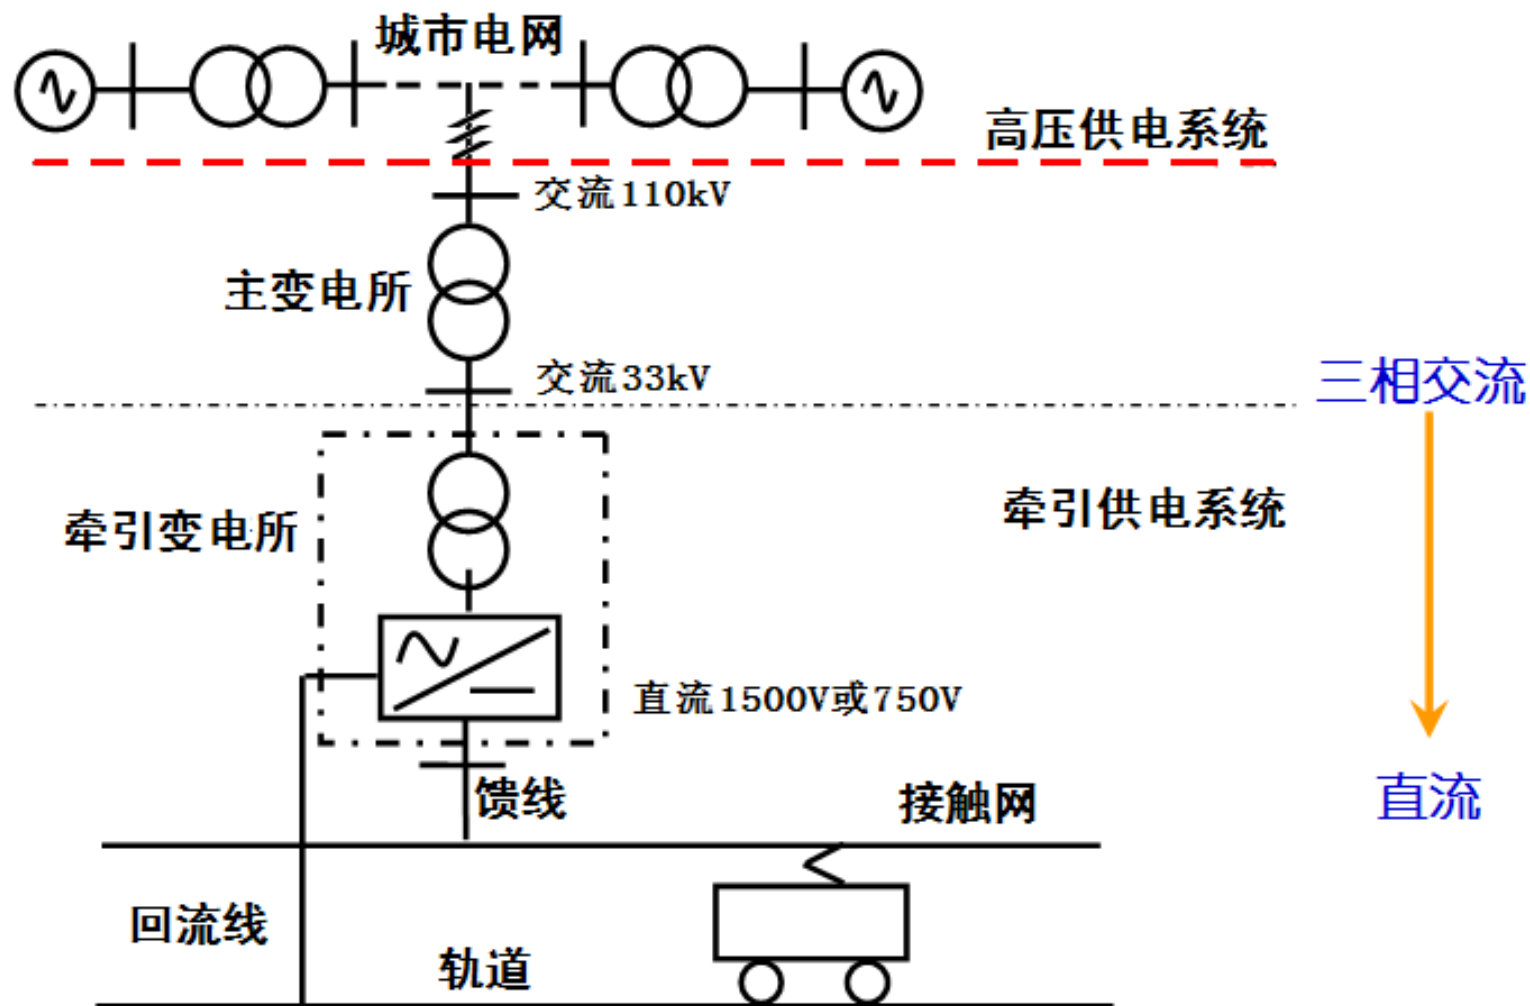 城市电网
高压供电系统
交流110kV
主变电所
交流33kV
三相交流
牵引供电系统
牵引变电所
直流1500V或750V
直流
馈线
接触网
回流线
轨道